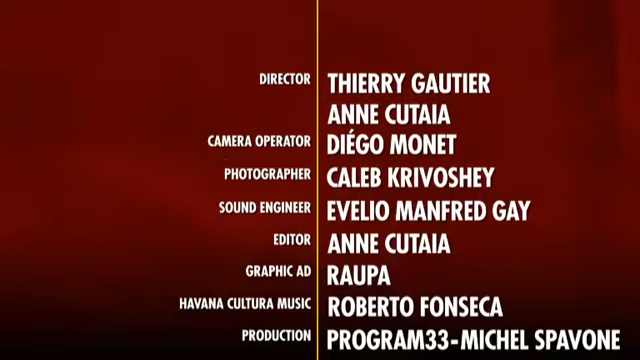 DIRECTOR THIERRY GAUTIER
ANNE CUTAIA
CAMERA OPERATOR DIÉGO MONET
PHOTOGRAPHER CALEB KRIVOSHEY
SOUND ENGINEER EVELIO MANFRED GAY
EDITOR ANNE CUTAIA
GRAPHIC AD RAUPA
HAVANA CULTURA MUSIC ROBERTO FONSECA
PRODUCTION PROGRAM33-MICHEL SPAVONE